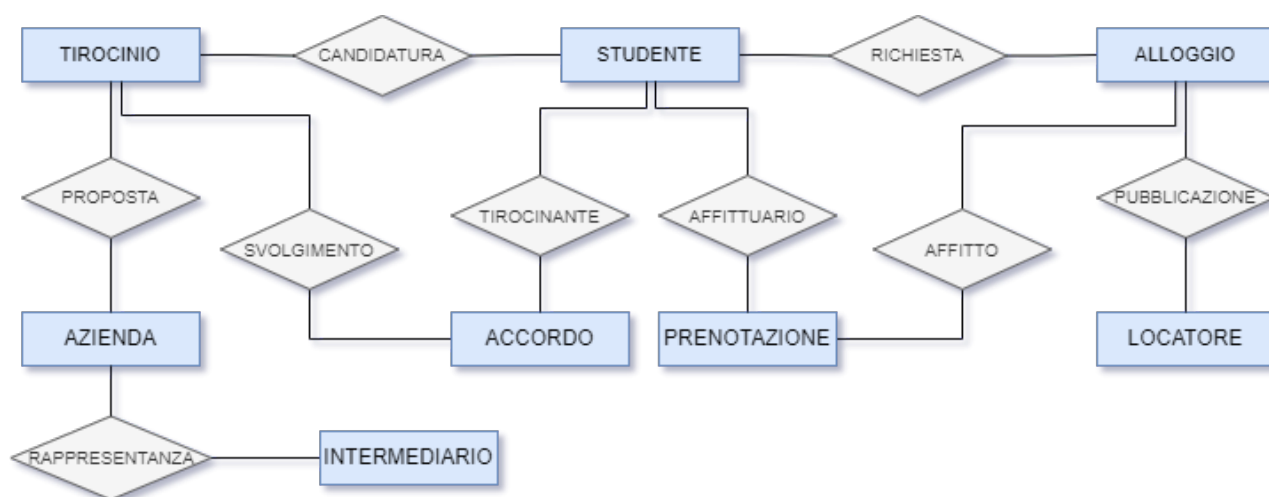 TIROCINIO
CANDIDATURA
STUDENTE
RICHIESTA
ALLOGGIO
PROPOSTA
SVOLGIMENTO
TIROCINANTE
AFFITTUARIO
AFFITTO
PUBBLICAZIONE
AZIENDA
ACCORDO
PRENOTAZIONE
LOCATORE
RAPPRESENTANZA
INTERMEDIARIO